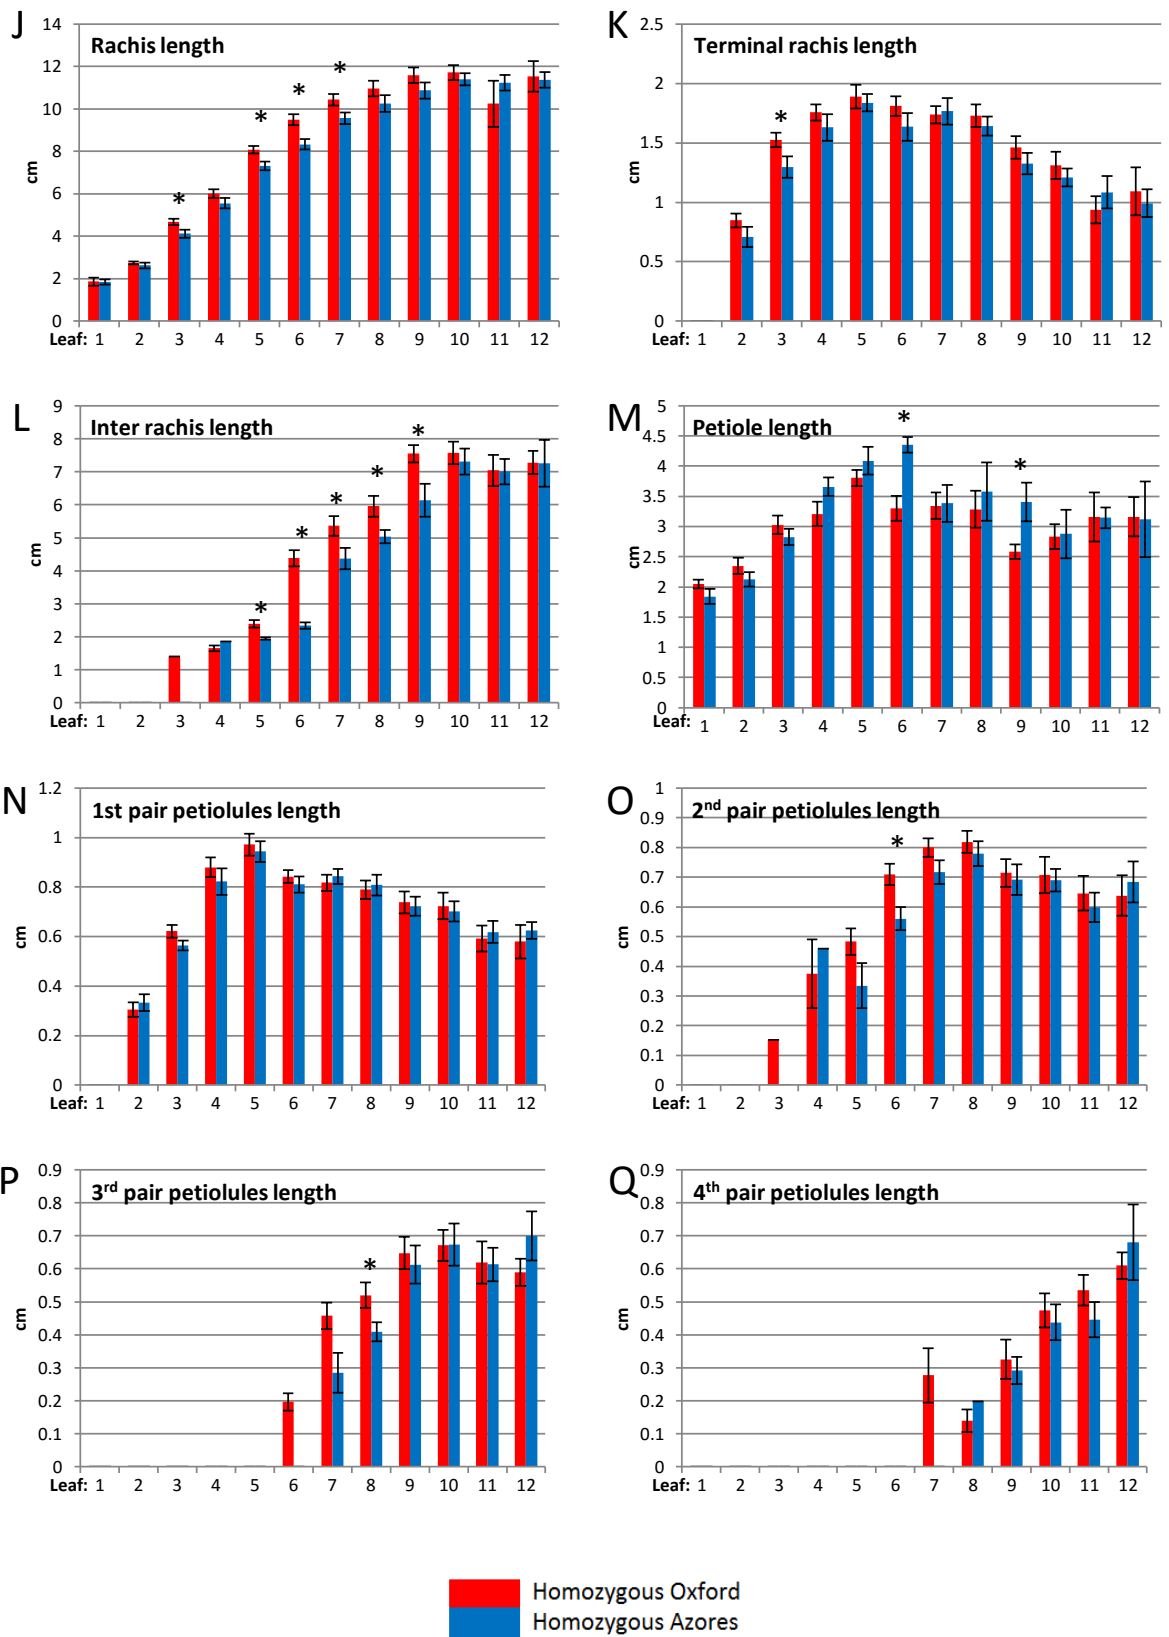 J
Rachis length
14
12
10
8
6
4
2
0
cm
* * * * *
Leaf: 1 2 3 4 5 6 7 8 9 10 11 12
K
Terminal rachis length
2.5
2
1.5
1
0.5
0
cm
*
Leaf: 1 2 3 4 5 6 7 8 9 10 11 12
L
Inter rachis length
9
8
7
6
5
4
3
2
1
0
cm
* * * * *
Leaf: 1 2 3 4 5 6 7 8 9 10 11 12
M
Petiole length
5
4.5
4
3.5
3
2.5
2
1.5
1
0.5
0
cm
* *
Leaf: 1 2 3 4 5 6 7 8 9 10 11 12
N
1st pair petiolules length
1.2
1
0.8
0.6
0.4
0.2
0
cm
Leaf: 1 2 3 4 5 6 7 8 9 10 11 12
O
2nd pair petiolules length
1
0.9
0.8
0.7
0.6
0.5
0.4
0.3
0.2
0.1
0
cm
*
Leaf: 1 2 3 4 5 6 7 8 9 10 11 12
P
3rd pair petiolules length
0.9
0.8
0.7
0.6
0.5
0.4
0.3
0.2
0.1
0
cm
*
Leaf: 1 2 3 4 5 6 7 8 9 10 11 12
Q
4th pair petiolules length
0.9
0.8
0.7
0.6
0.5
0.4
0.3
0.2
0.1
0
cm
Leaf: 1 2 3 4 5 6 7 8 9 10 11 12
Homozygous Oxford
Homozygous Azores